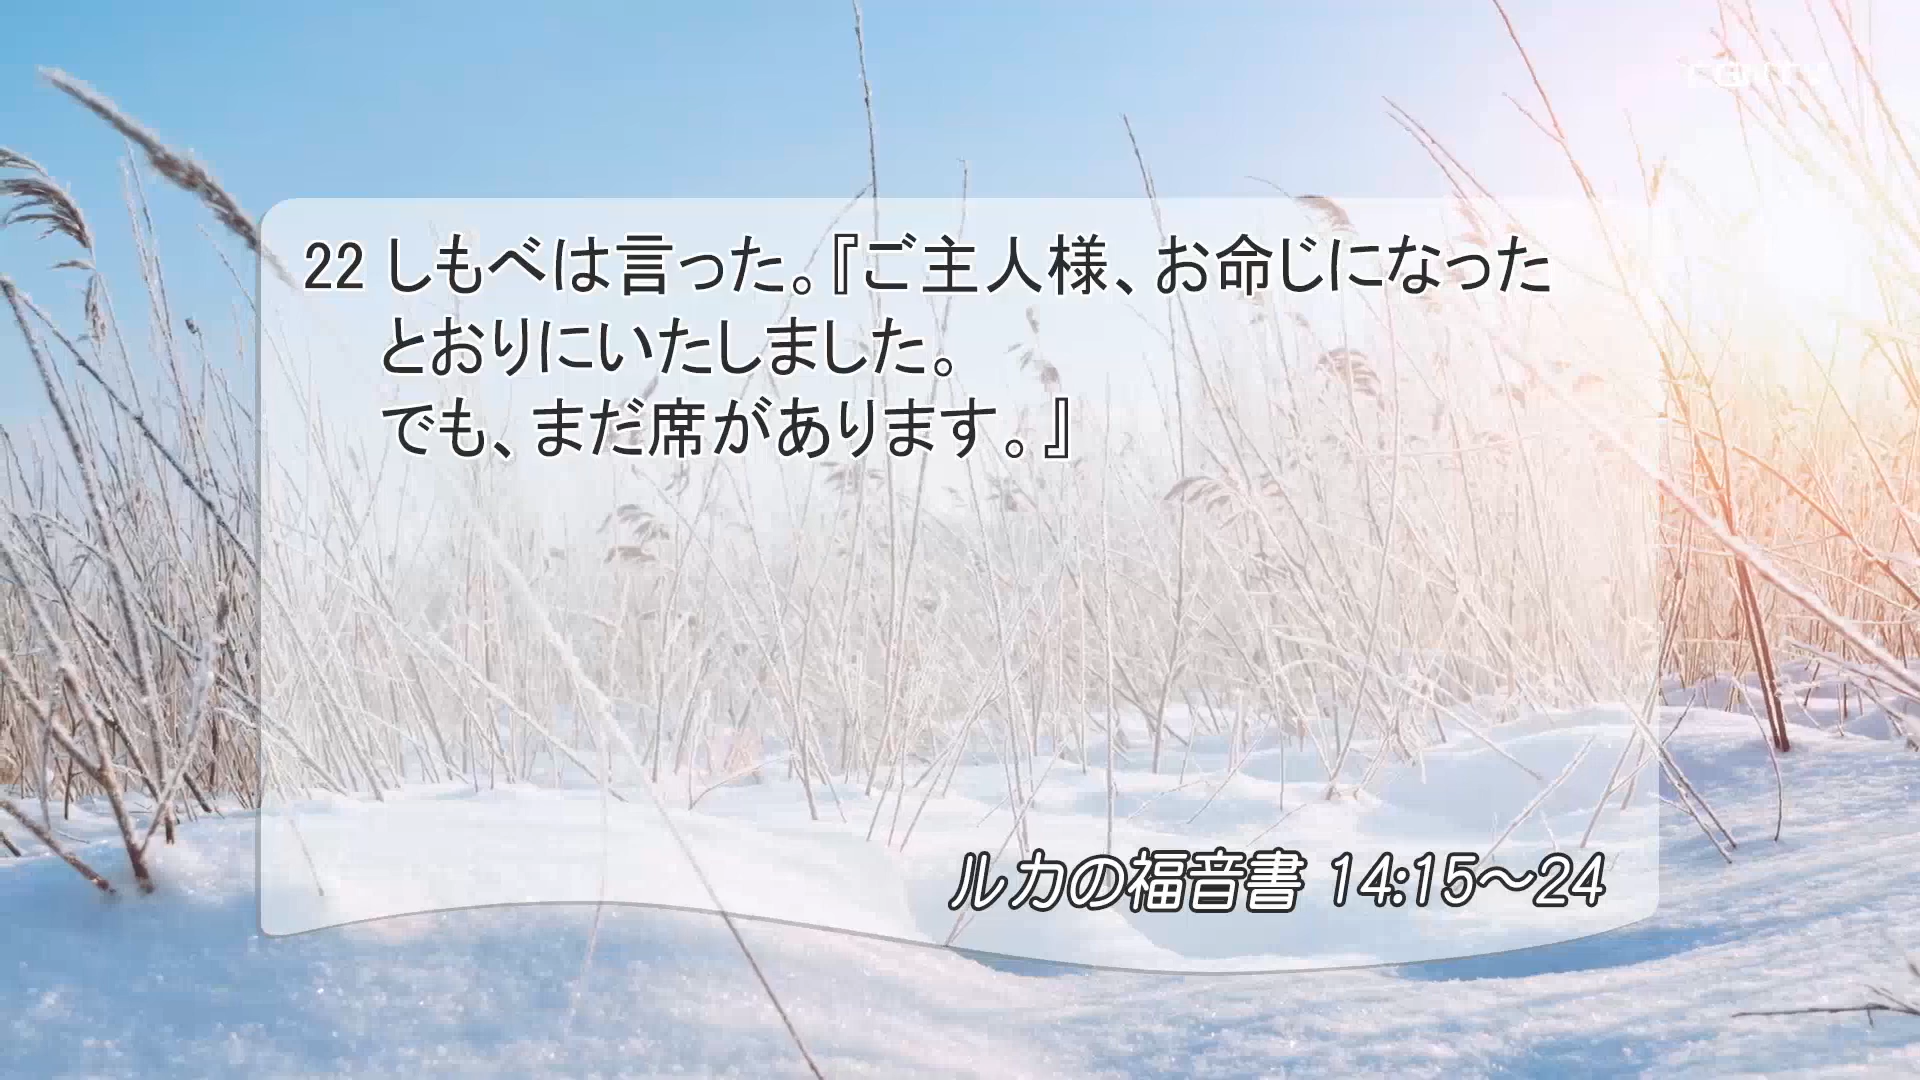 22 しもべは言った。『ご主人様、お命じになった
とおりにいたしました。
でも、まだ席があります。』
ルカの福音書 14:15～24